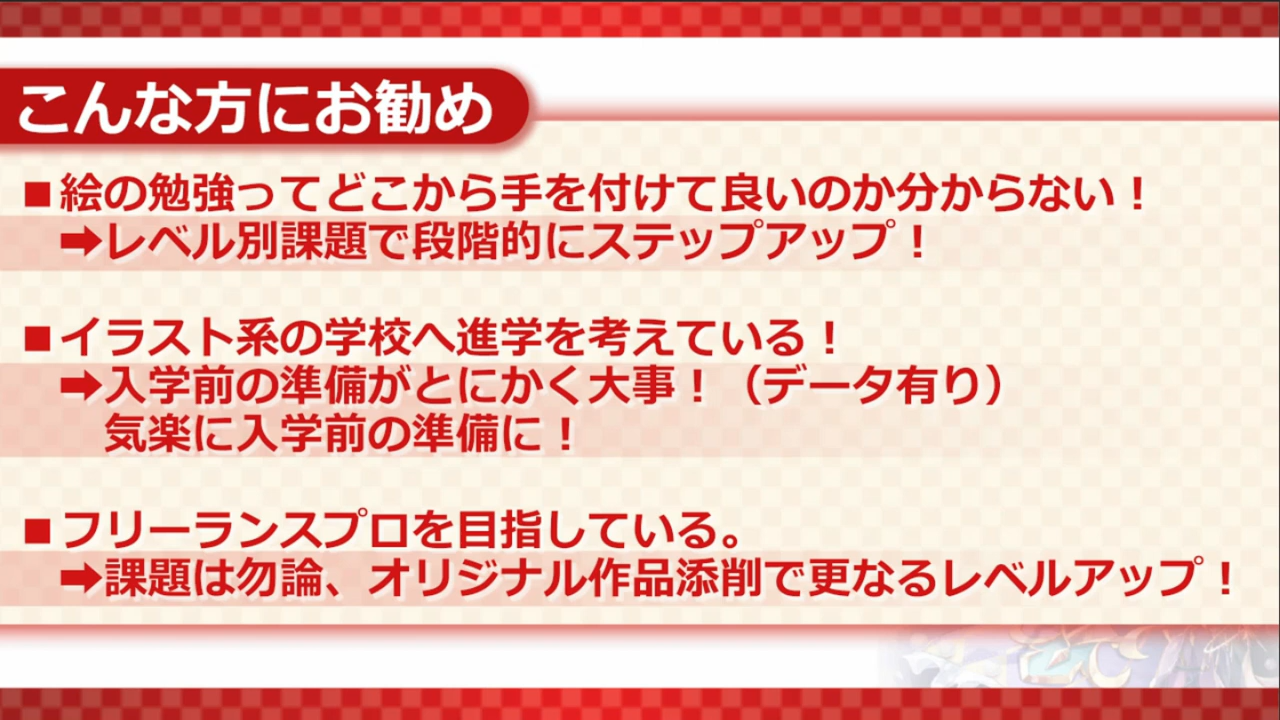 こんな方にお勧め
■絵の勉強ってどこから手を付けて良いのか分からない！
➡レベル別課題で段階的にステップアップ！
■イラスト系の学校へ進学を考えている！
➡入学前の準備がとにかく大事！（データ有り）
気楽に入学前の準備に！
■フリーランスプロを目指している。
➡課題は勿論、オリジナル作品添削で更なるレベルアップ！